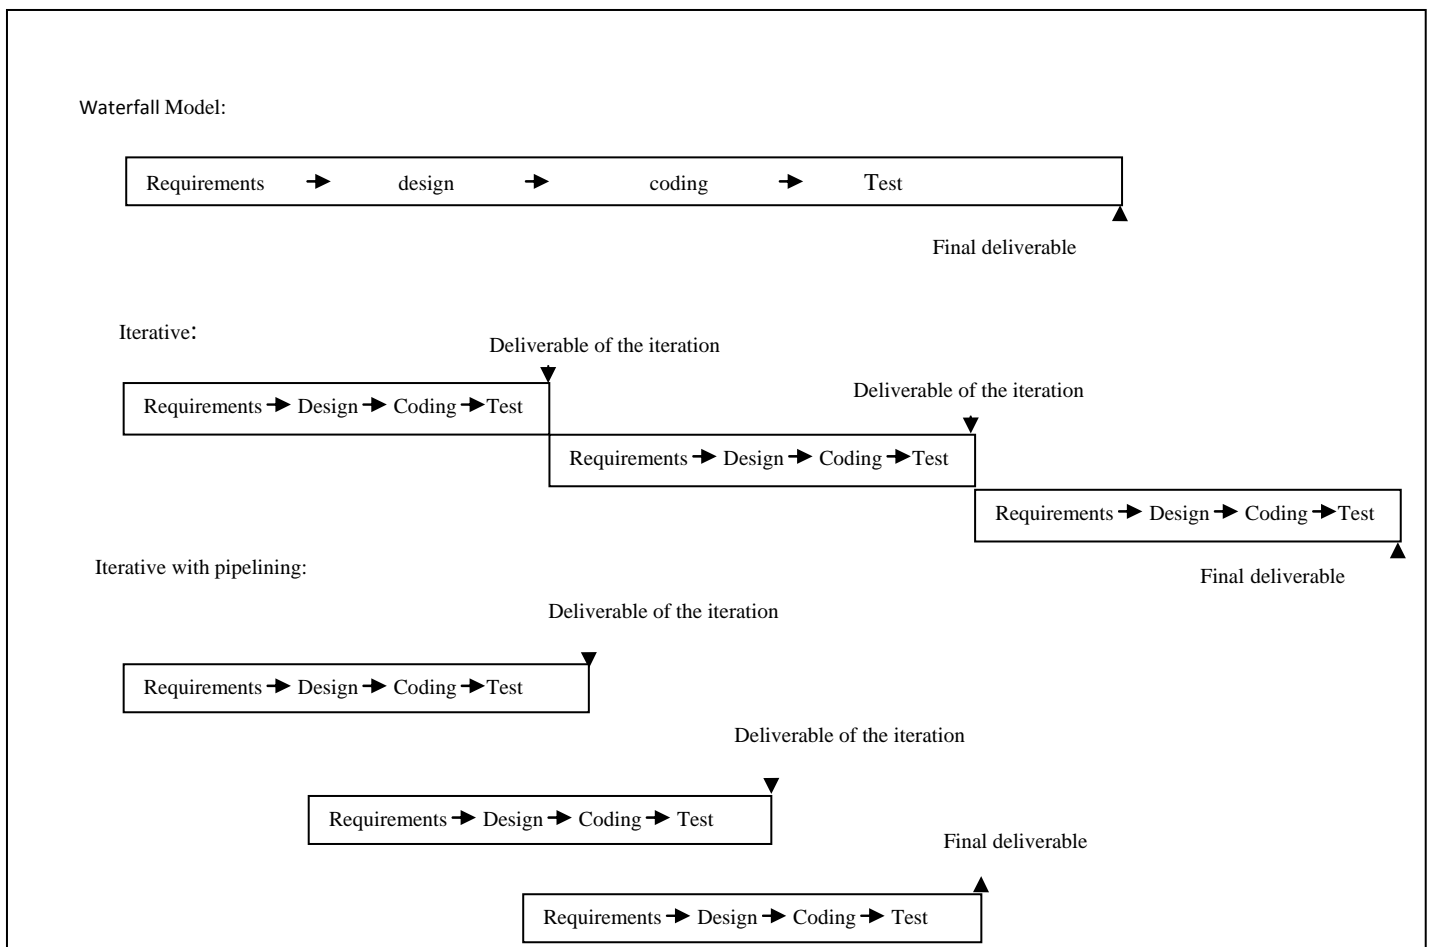 Waterfall Model:
Requirements design coding Test
Final deliverable
Iterative:
Deliverable of the iteration
Deliverable of the iteration
Requirements Design Coding Test
Requirements Design Coding Test
Requirements Design Coding Test
Final deliverable
Iterative with pipelining:
Deliverable of the iteration
Requirements Design Coding Test
Deliverable of the iteration
Requirements Design Coding Test
Final deliverable
Requirements Design Coding Test